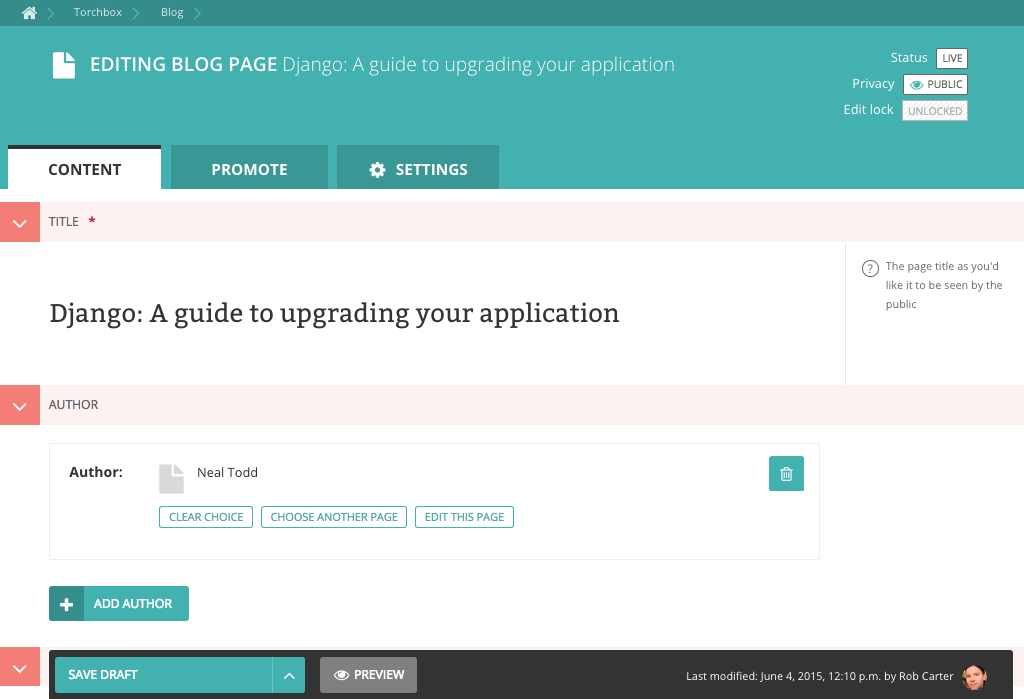 Torchbox
Blog
EDITING BLOG PAGE Django: A guide to upgrading your application
Status LIVE
Privacy PUBLIC
Edit lock UNLOCKED
CONTENT
PROMOTE
SETTINGS
TITLE *
Django: A guide to upgrading your application
? The page title as you'd
like it to be seen by the
public
AUTHOR
Author: Neal Todd
CLEAR CHOICE
CHOOSE ANOTHER PAGE
EDIT THIS PAGE
ADD AUTHOR
SAVE DRAFT
PREVIEW
Last modified: June 4, 2015, 12:10 p.m. by Rob Carter